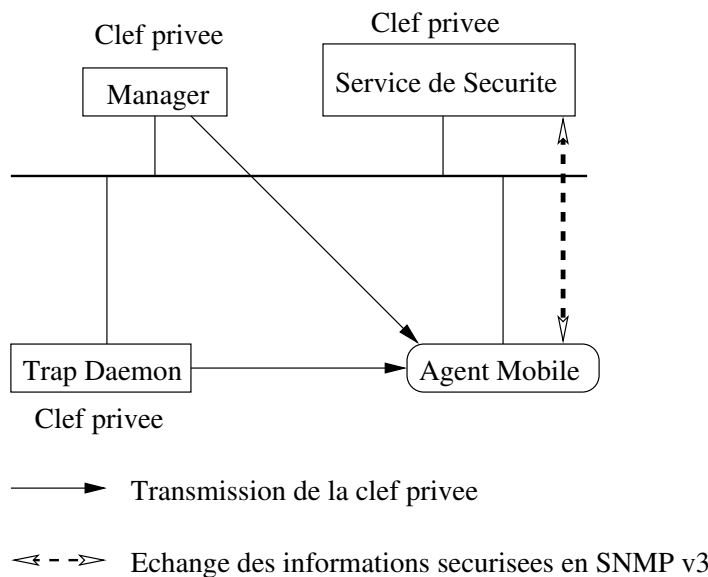 Clef privee
Clef privee
Manager
Service de Securite
Trap Daemon
Agent Mobile
Clef privee
Transmission de la clef privee
Echange des informations securisees en SNMP v3